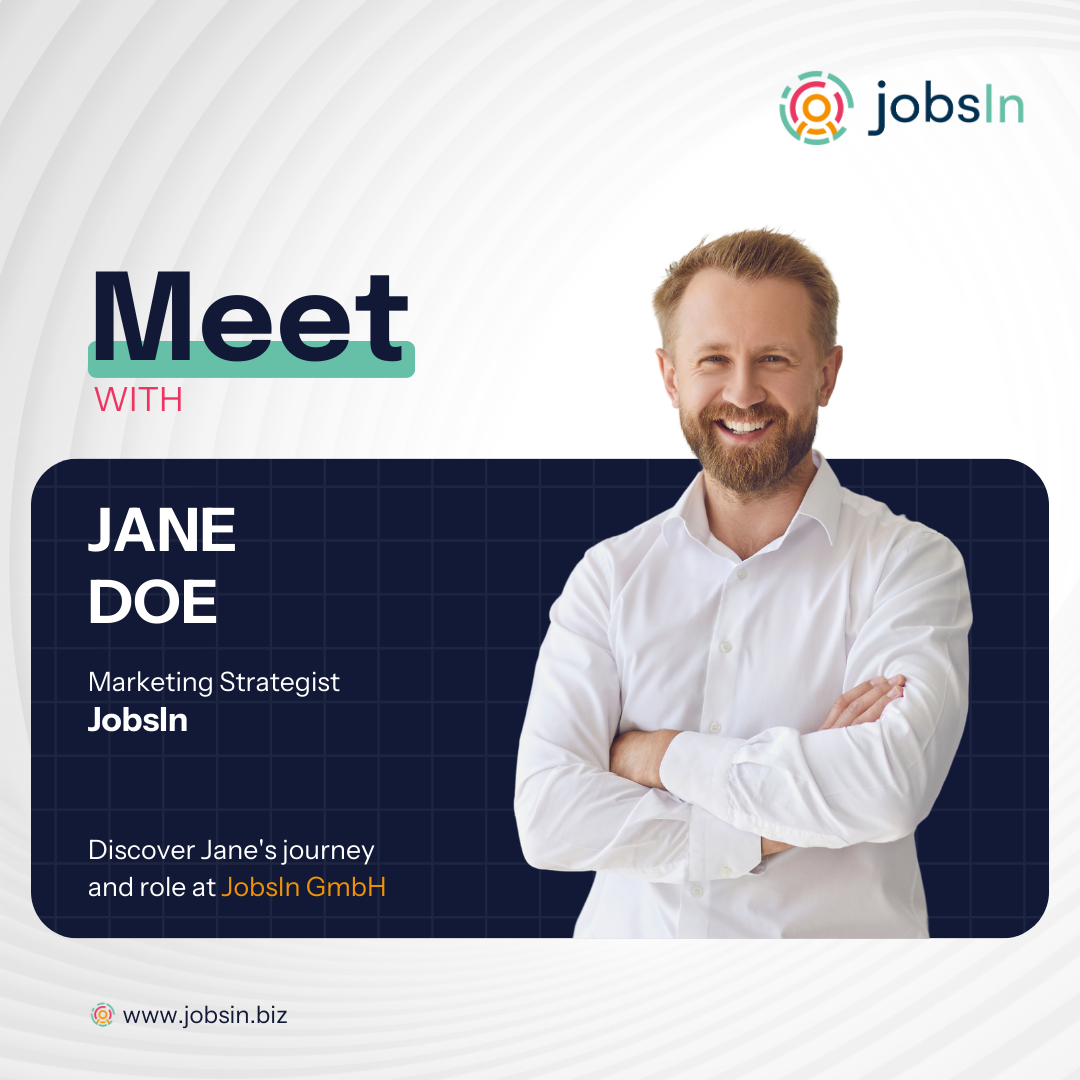 jobsIn
Meet
WITH
JANE
DOE
Marketing Strategist
JobsIn
Discover Jane's journey
and role at JobsIn GmbH
www.jobsin.biz